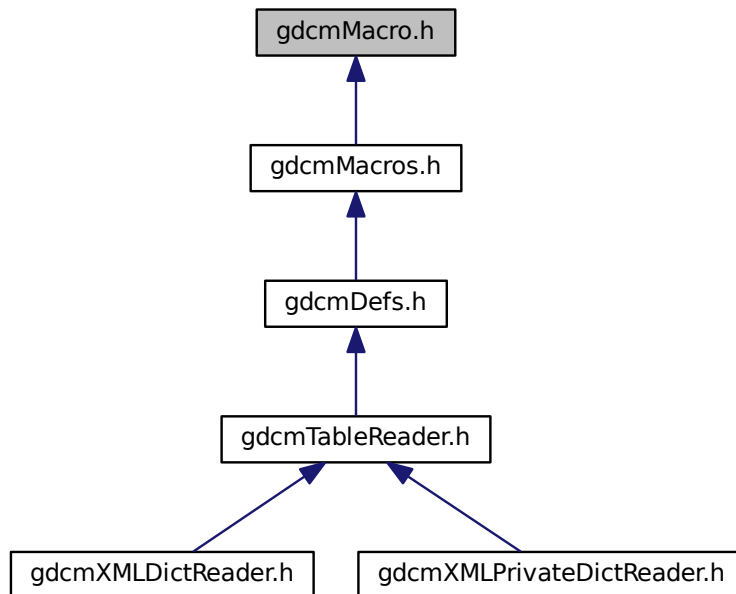 gdcmMacro.h
gdcmMacros.h
gdcmDefs.h
gdcmTableReader.h
gdcmXMLDictReader.h
gdcmXMLPrivateDictReader.h